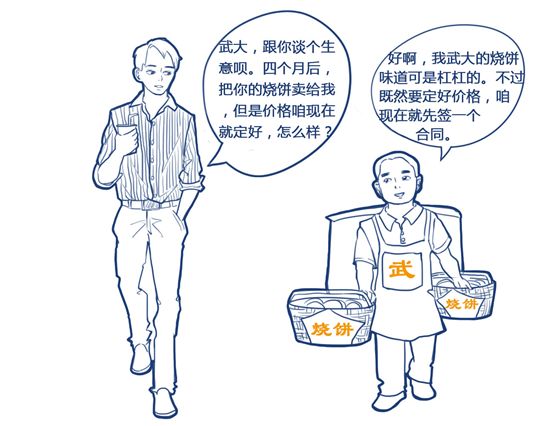 武大，跟你谈个生
意呗。四个月后，
把你的烧饼卖给我
，但是价格咱现在
就定好，怎么样？
好啊，我武大的烧饼
味道可是杠杠的。不过
既然要定好价格，咱
现在就先签一个
合同。
武
烧饼
烧饼